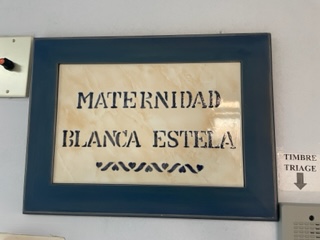 MATERNIDAD
BLANCA ESTELA
TIMBRE
TRIAGE